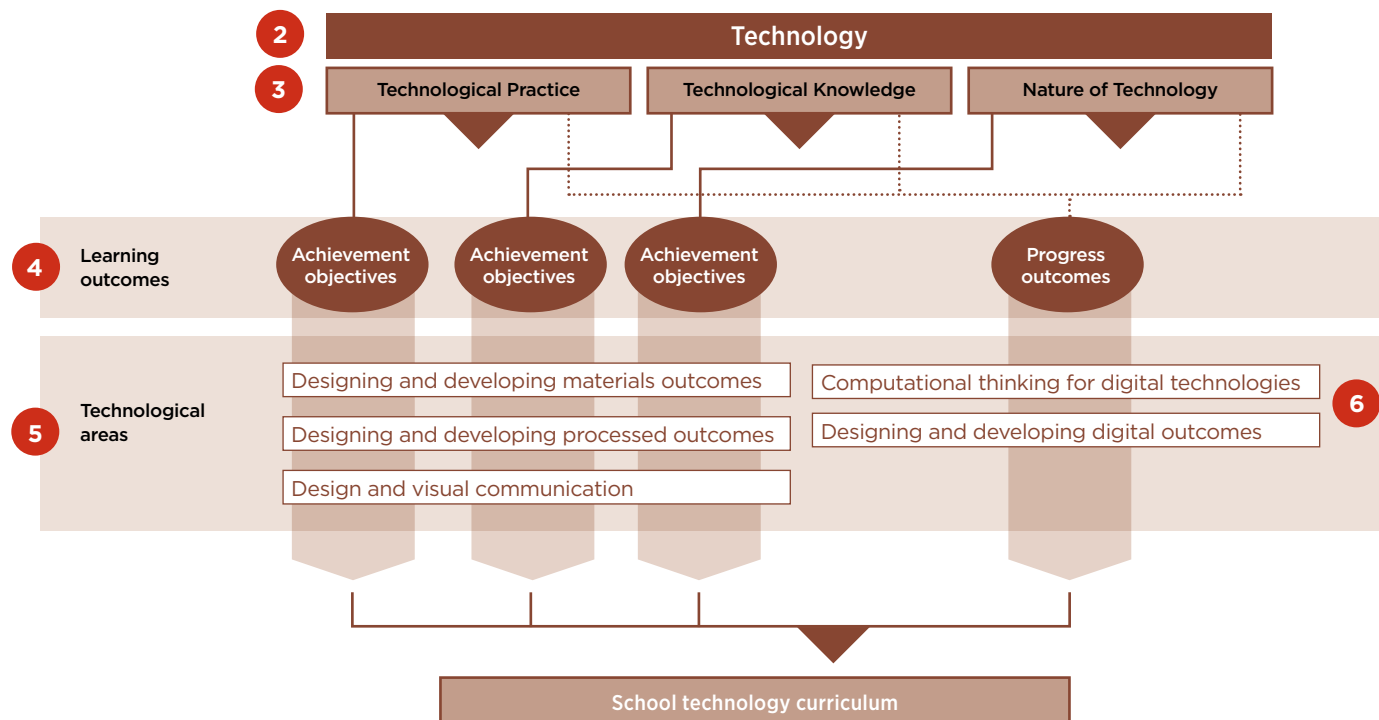 2
Technology
3
Technological Practice
Technological Knowledge
Nature of Technology
4
Learning
outcomes
Achievement
objectives
Achievement
objectives
Achievement
objectives
Progress
outcomes
5
Technological
areas
Designing and developing materials outcomes
Designing and developing processed outcomes
Design and visual communication
Computational thinking for digital technologies
Designing and developing digital outcomes
6
School technology curriculum